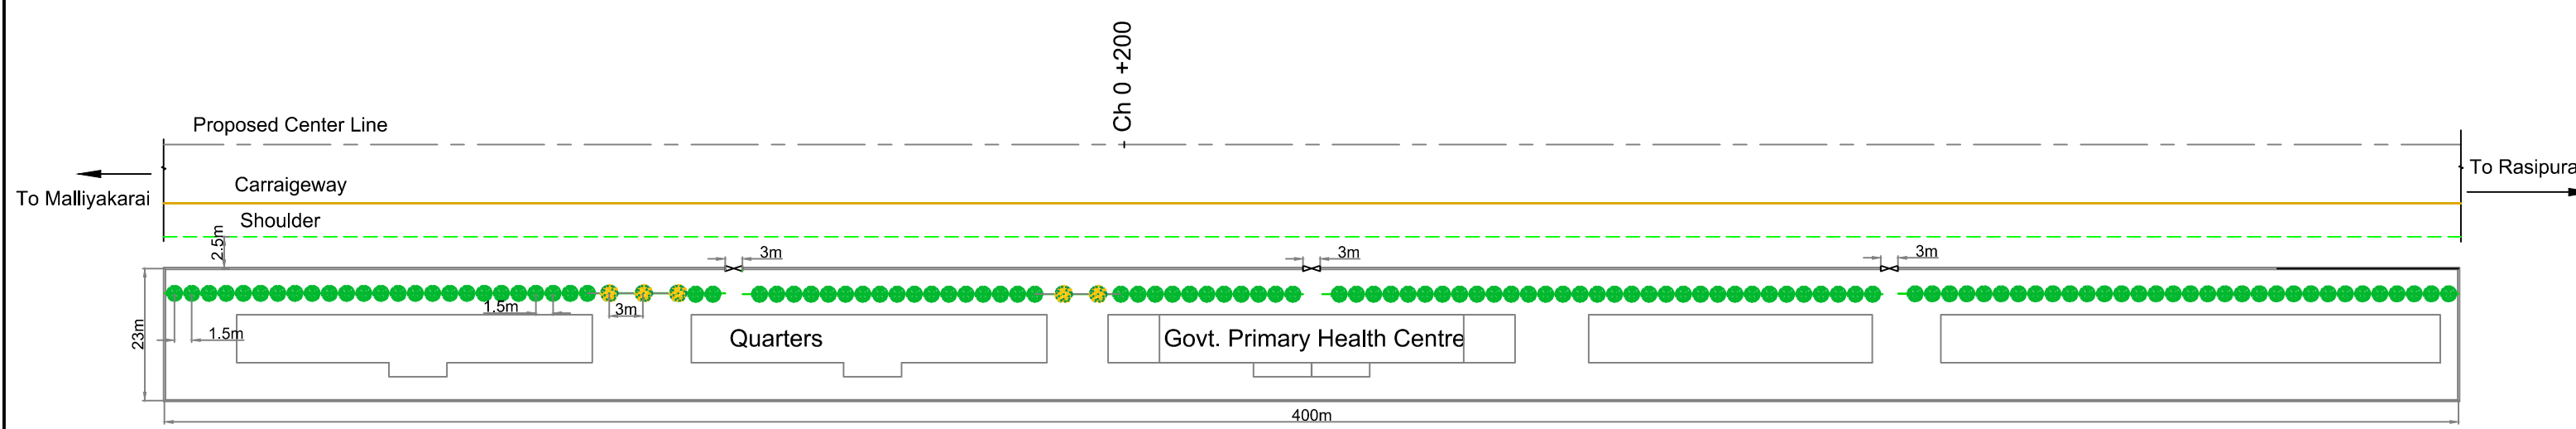 Ch 0 +200
Proposed Center Line
To Malliyakarai
Carraigeway
To Rasipura
Shoulder
2.5m
3m
3m
3m
1.5m
3m
1.5m
23m
Quarters
Govt. Primary Health Centre
400m